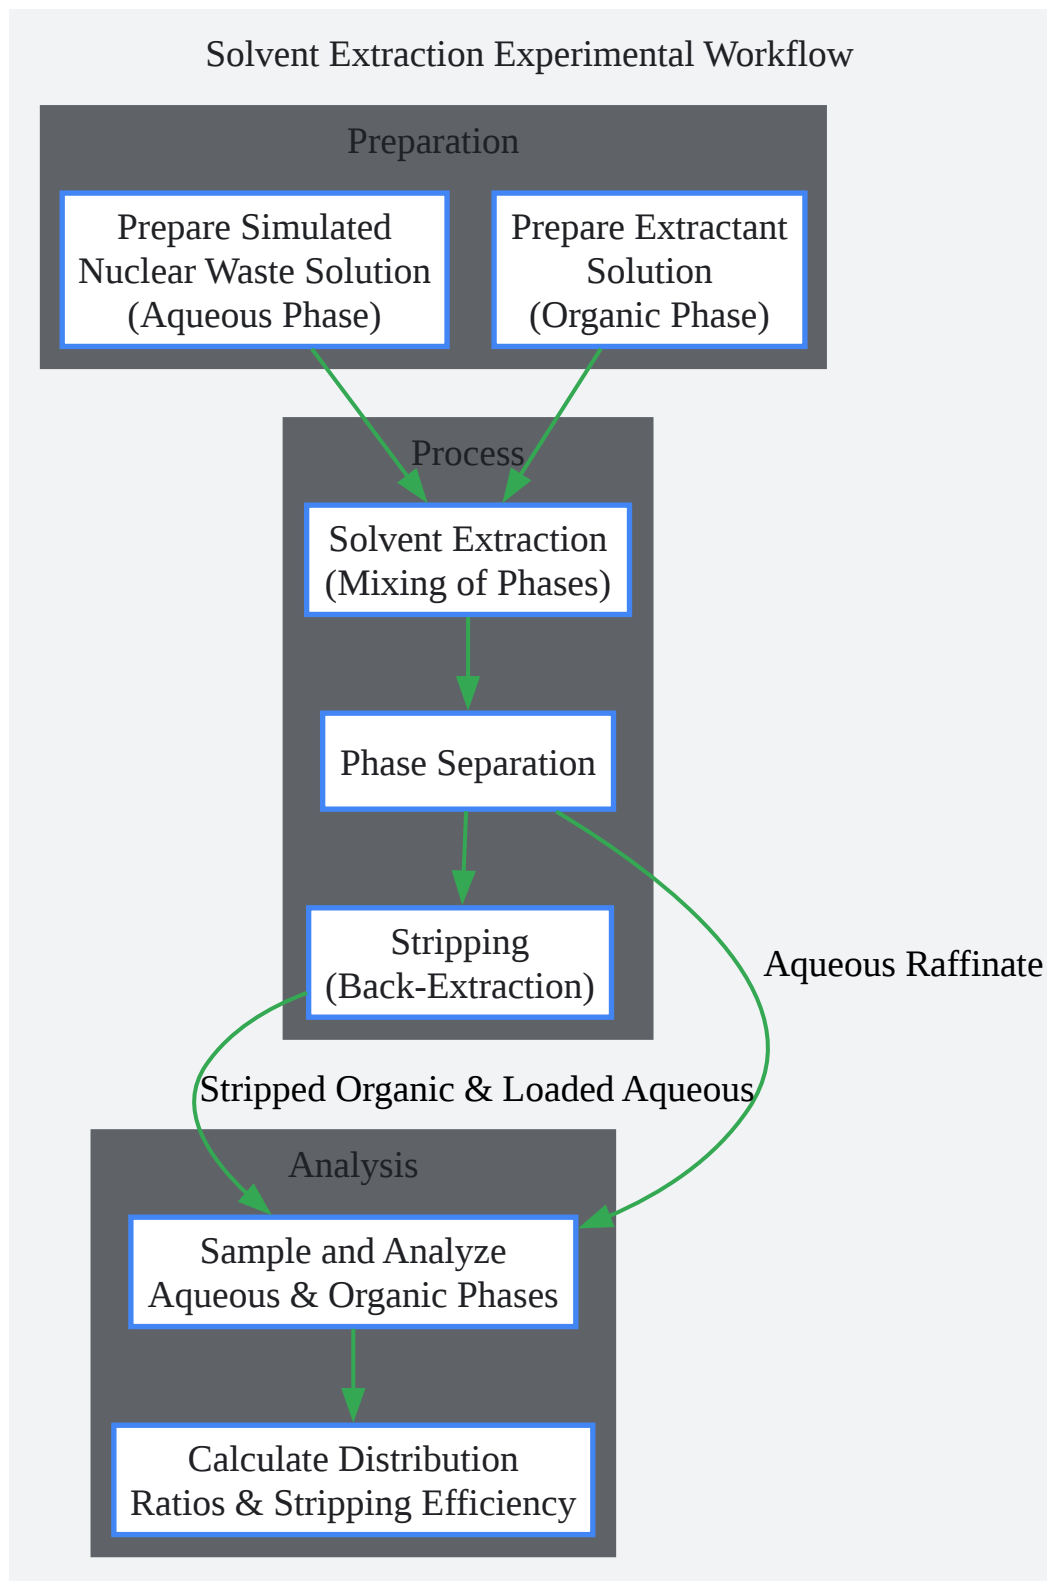 Solvent Extraction Experimental Workflow
Preparation
Prepare Simulated
Nuclear Waste Solution
(Aqueous Phase)
Prepare Extractant
Solution
(Organic Phase)
Process
Solvent Extraction
(Mixing of Phases)
Phase Separation
Stripping
(Back-Extraction)
Aqueous Raffinate
Stripped Organic & Loaded Aqueous
Analysis
Sample and Analyze
Aqueous & Organic Phases
Calculate Distribution
Ratios & Stripping Efficiency